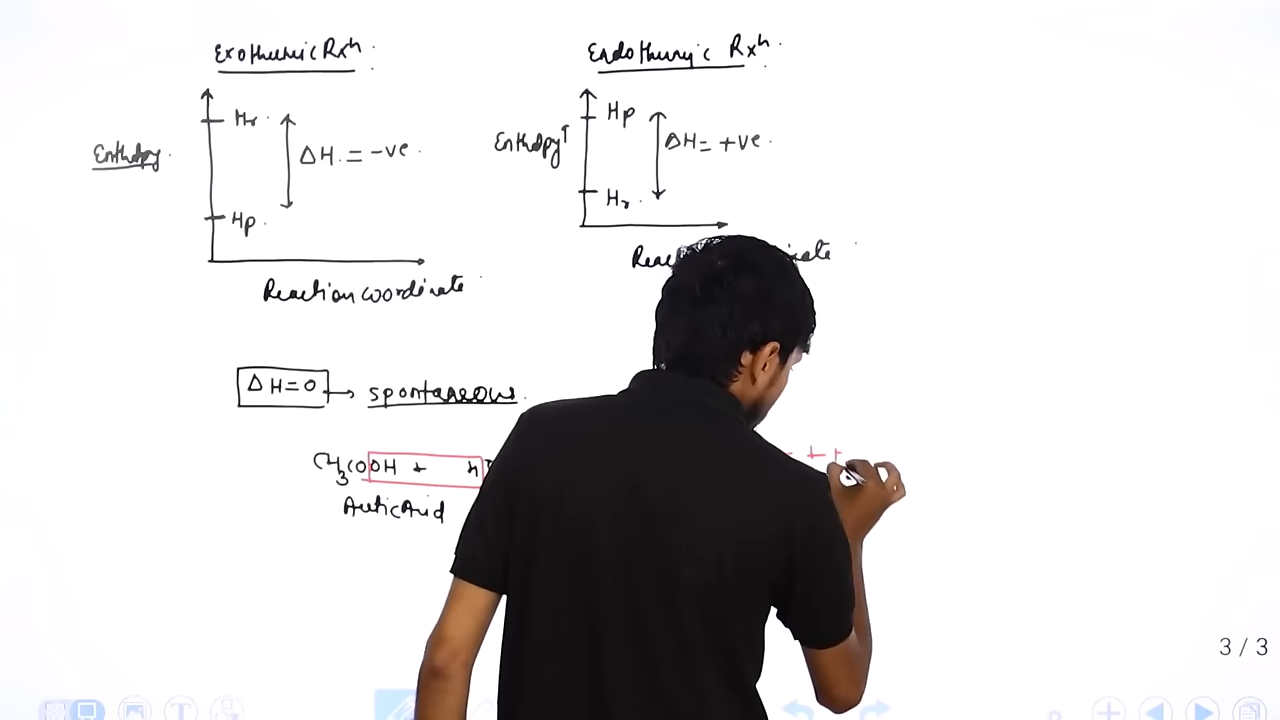 Exothermic Rxn.
Hr.
Enthalpy.
ΔH. = -ve.
Hp.
Reaction coordinate
Endothermic Rxn.
Hp
Enthalpy↑
ΔH= +ve.
Hr.
ΔH=0 → spontaneous.
CH3COOH +
Acetic Acid
3 / 3